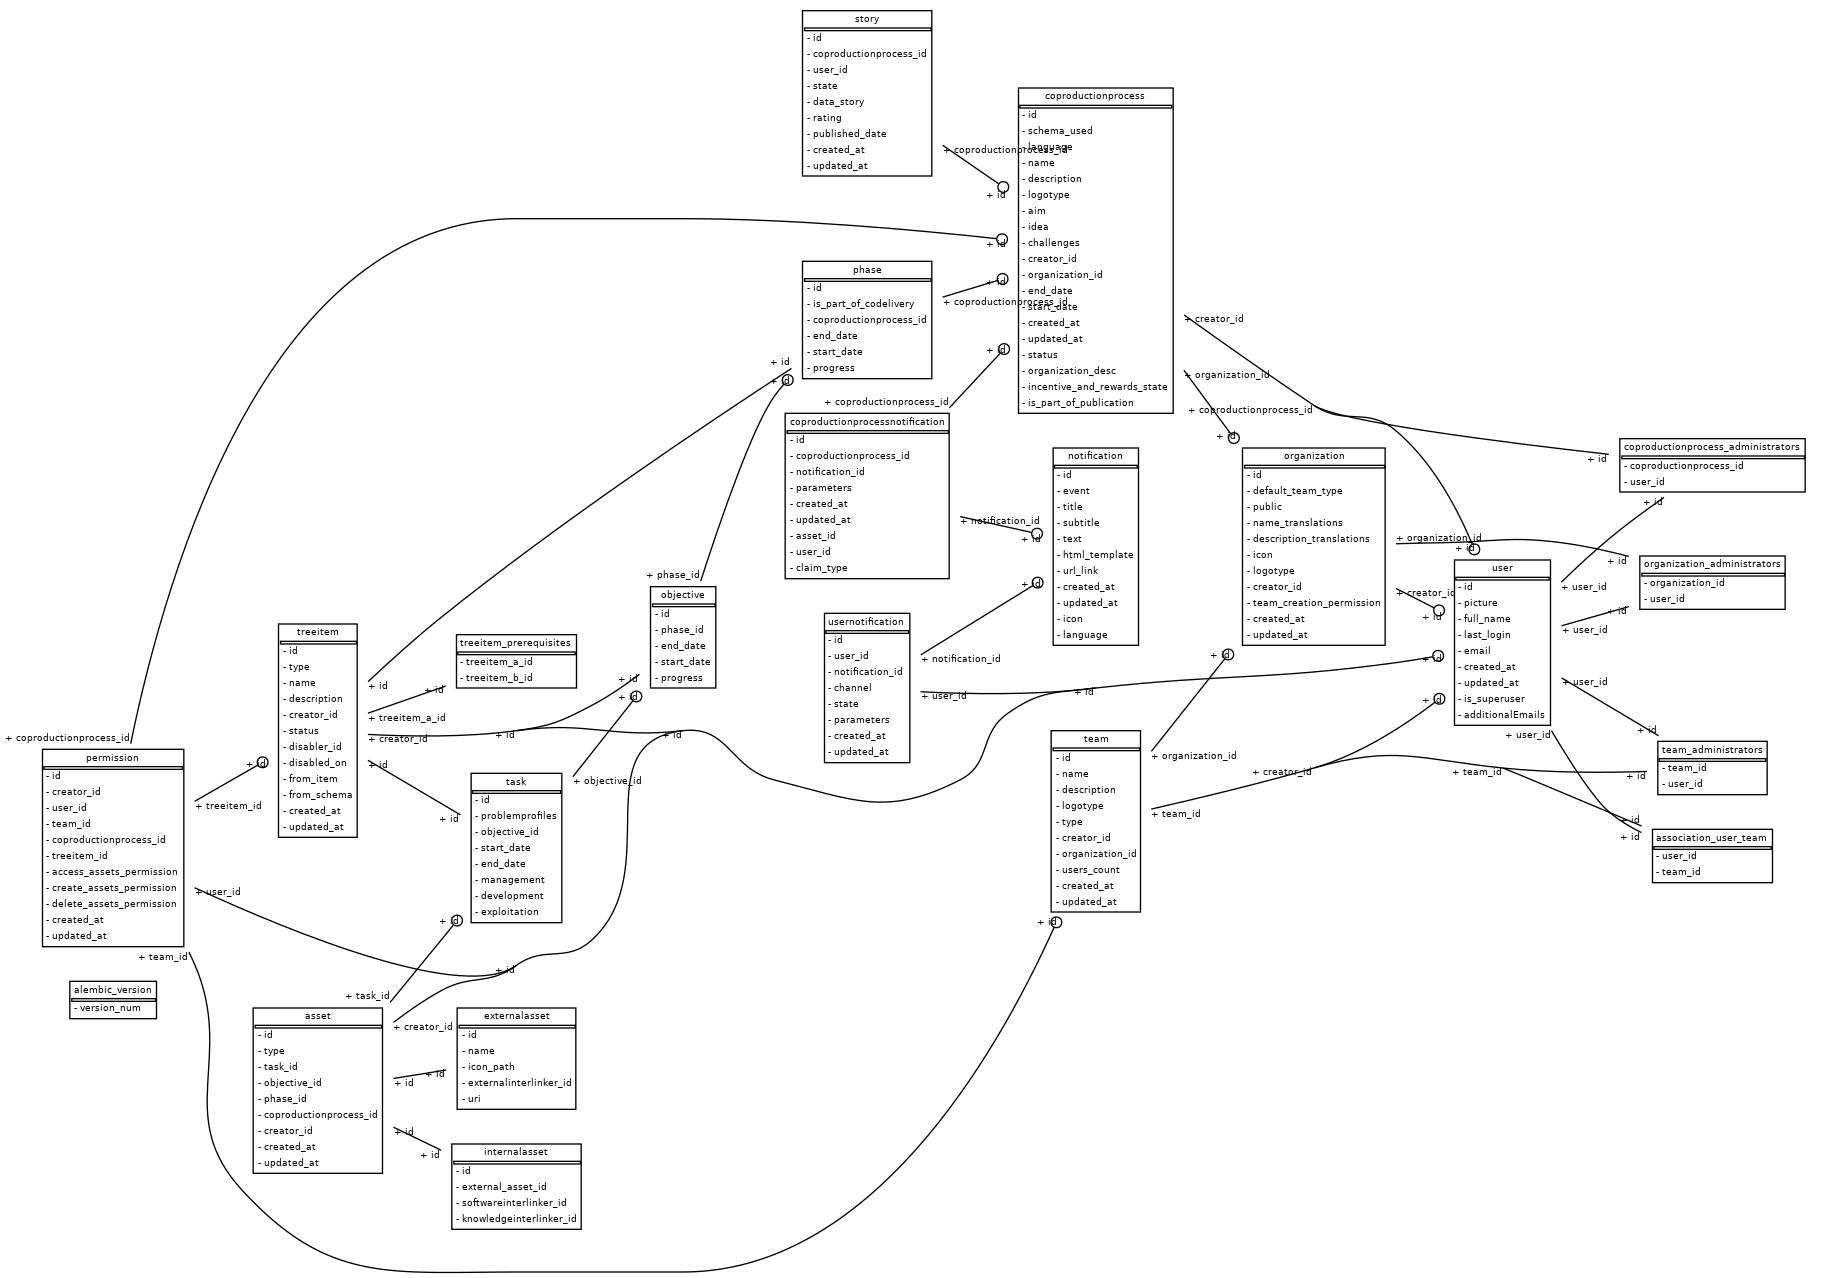 story
- id
- coproductionprocess_id
- user_id
- state
- data_story
- rating
- published_date
- created_at
- updated_at
coproductionprocess
- id
- schema_used
- language
- name
- description
- logotype
- aim
- idea
- challenges
- creator_id
- organization_id
- end_date
- start_date
- created_at
- updated_at
- status
- organization_desc
- incentive_and_rewards_state
- is_part_of_publication
+ coproductionprocess_id
+ id
+ id
phase
- id
- is_part_of_codelivery
- coproductionprocess_id
- end_date
- start_date
- progress
+ id
+ coproductionprocess_id
+ id
+ id
+ id
+ coproductionprocess_id
+ creator_id
+ organization_id
+ coproductionprocess_id
+ id
+ id
coproductionprocessnotification
- id
- coproductionprocess_id
- notification_id
- parameters
- created_at
- updated_at
- asset_id
- user_id
- claim_type
+ notification_id
+ id
notification
- id
- event
- title
- subtitle
- text
- html_template
- url_link
- created_at
- updated_at
- icon
- language
+ id
organization
- id
- default_team_type
- public
- name_translations
- description_translations
- icon
- logotype
- creator_id
- team_creation_permission
- created_at
- updated_at
+ organization_id
+ id
+ creator_id
+ id
+ id
coproductionprocess_administrators
- coproductionprocess_id
- user_id
+ id
+ id
organization_administrators
- organization_id
- user_id
+ user_id
+ id
+ user_id
user
- id
- picture
- full_name
- last_login
- email
- created_at
- updated_at
- is_superuser
- additionalEmails
+ id
+ id
+ user_id
+ user_id
+ id
team_administrators
- team_id
- user_id
+ id
+ team_id
+ id
+ id
association_user_team
- user_id
- team_id
+ phase_id
objective
- id
- phase_id
- end_date
- start_date
- progress
+ id
+ id
usernotification
- id
- user_id
- notification_id
- channel
- state
- parameters
- created_at
- updated_at
+ notification_id
+ user_id
+ id
treeitem
- id
- type
- name
- description
- creator_id
- status
- disabler_id
- disabled_on
- from_item
- from_schema
- created_at
- updated_at
+ id
+ id
+ treeitem_a_id
+ creator_id
+ id
+ id
+ id
treeitem_prerequisites
- treeitem_a_id
- treeitem_b_id
+ coproductionprocess_id
permission
- id
- creator_id
- user_id
- team_id
- coproductionprocess_id
- treeitem_id
- access_assets_permission
- create_assets_permission
- delete_assets_permission
- created_at
- updated_at
+ id
+ treeitem_id
+ user_id
+ team_id
task
- id
- problemprofiles
- objective_id
- start_date
- end_date
- management
- development
- exploitation
+ objective_id
+ id
+ id
+ id
team
- id
- name
- description
- logotype
- type
- creator_id
- organization_id
- users_count
- created_at
- updated_at
+ organization_id
+ creator_id
+ team_id
+ id
alembic_version
- version_num
+ task_id
asset
- id
- type
- task_id
- objective_id
- phase_id
- coproductionprocess_id
- creator_id
- created_at
- updated_at
+ creator_id
+ id
+ id
+ id
+ id
externalasset
- id
- name
- icon_path
- externalinterlinker_id
- uri
internalasset
- id
- external_asset_id
- softwareinterlinker_id
- knowledgeinterlinker_id